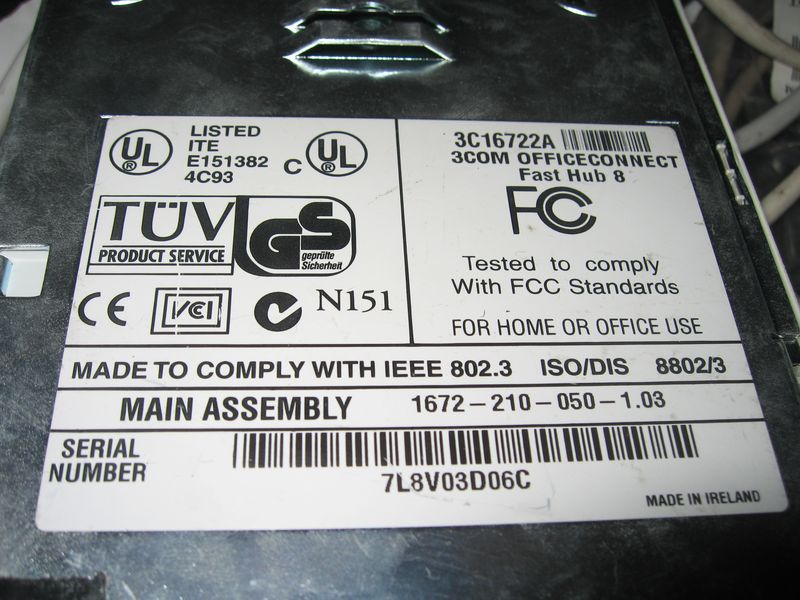 UL
®
LISTED
ITE
E151382
4C93
C UL
®
TÜV
PRODUCT SERVICE
GS
geprüfte
Sicherheit
CE
VCI
N151
3C16722A
3COM OFFICECONNECT
Fast Hub 8
FC
Tested to comply
With FCC Standards
FOR HOME OR OFFICE USE
MADE TO COMPLY WITH IEEE 802.3 ISO/DIS 8802/3
MAIN ASSEMBLY 1672-210-050-1.03
SERIAL
NUMBER
7L8V03D06C
MADE IN IRELAND